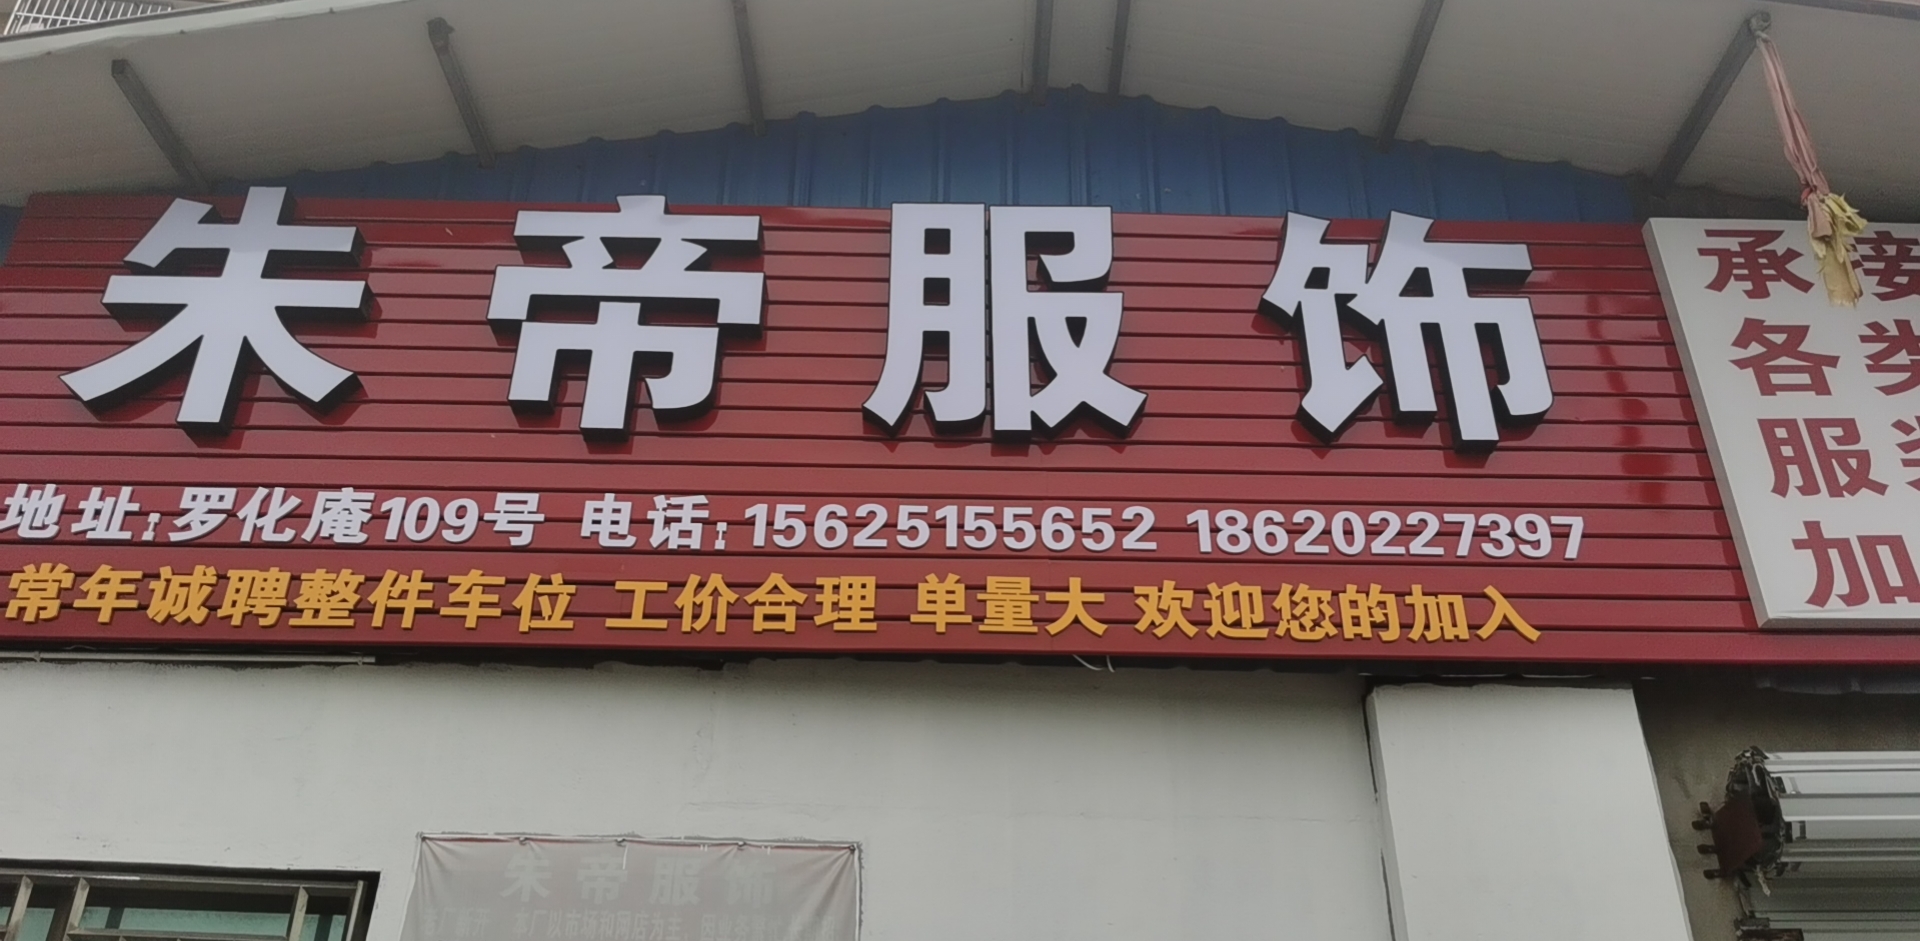 朱帝服饰
地址:罗化庵109号 电话:15625155652 18620227397
常年诚聘整件车位 工价合理 单量大 欢迎您的加入
承接
各类
服装
加
朱帝服饰